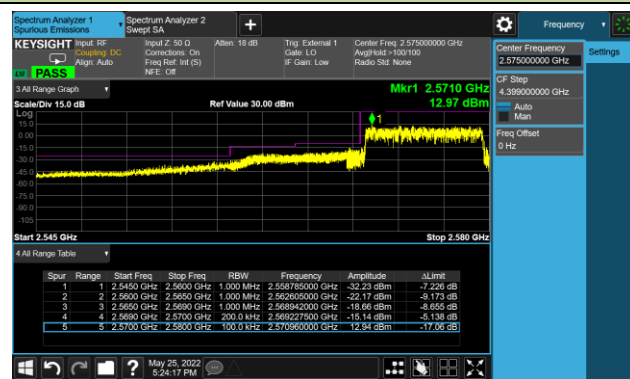 Spectrum Analyzer 1
Spurious Emissions
Spectrum Analyzer 2
Swept SA
+
Frequency
KEYSIGHT
Input: RF
Coupling: DC
Align: Auto
Input Z: 50 Ω
Corrections: On
Freq Ref: Int (S)
NFE: Off
Atten: 18 dB
Trig: External 1
Gate: LO
IF Gain: Low
Center Freq: 2.575000000 GHz
Avg|Hold >100/100
Radio Std: None
PASS
Center Frequency
2.575000000 GHz
Settings
CF Step
4.399000000 GHz
Auto
Man
Freq Offset
0 Hz
3 All Range Graph
Mkr1 2.5710 GHz
Scale/Div 15.0 dB
Ref Value 30.00 dBm
12.97 dBm
Log
15.0
0.00
-15.0
-30.0
-45.0
-60.0
-75.0
-90.0
-105
1
Start 2.545 GHz
Stop 2.580 GHz
4 All Range Table
Spur Range Start Freq Stop Freq RBW Frequency Amplitude ΔLimit
1 1 2.5450 GHz 2.5600 GHz 1.000 MHz 2.558785000 GHz -32.23 dBm -7.226 dB
2 2 2.5600 GHz 2.5650 GHz 1.000 MHz 2.562605000 GHz -22.17 dBm -9.173 dB
3 3 2.5650 GHz 2.5690 GHz 1.000 MHz 2.568942000 GHz -18.66 dBm -8.655 dB
4 4 2.5690 GHz 2.5700 GHz 200.0 kHz 2.569227500 GHz -15.14 dBm -5.138 dB
5 5 2.5700 GHz 2.5800 GHz 100.0 kHz 2.570960000 GHz 12.94 dBm -17.06 dB
?
May 25, 2022
5:24:17 PM